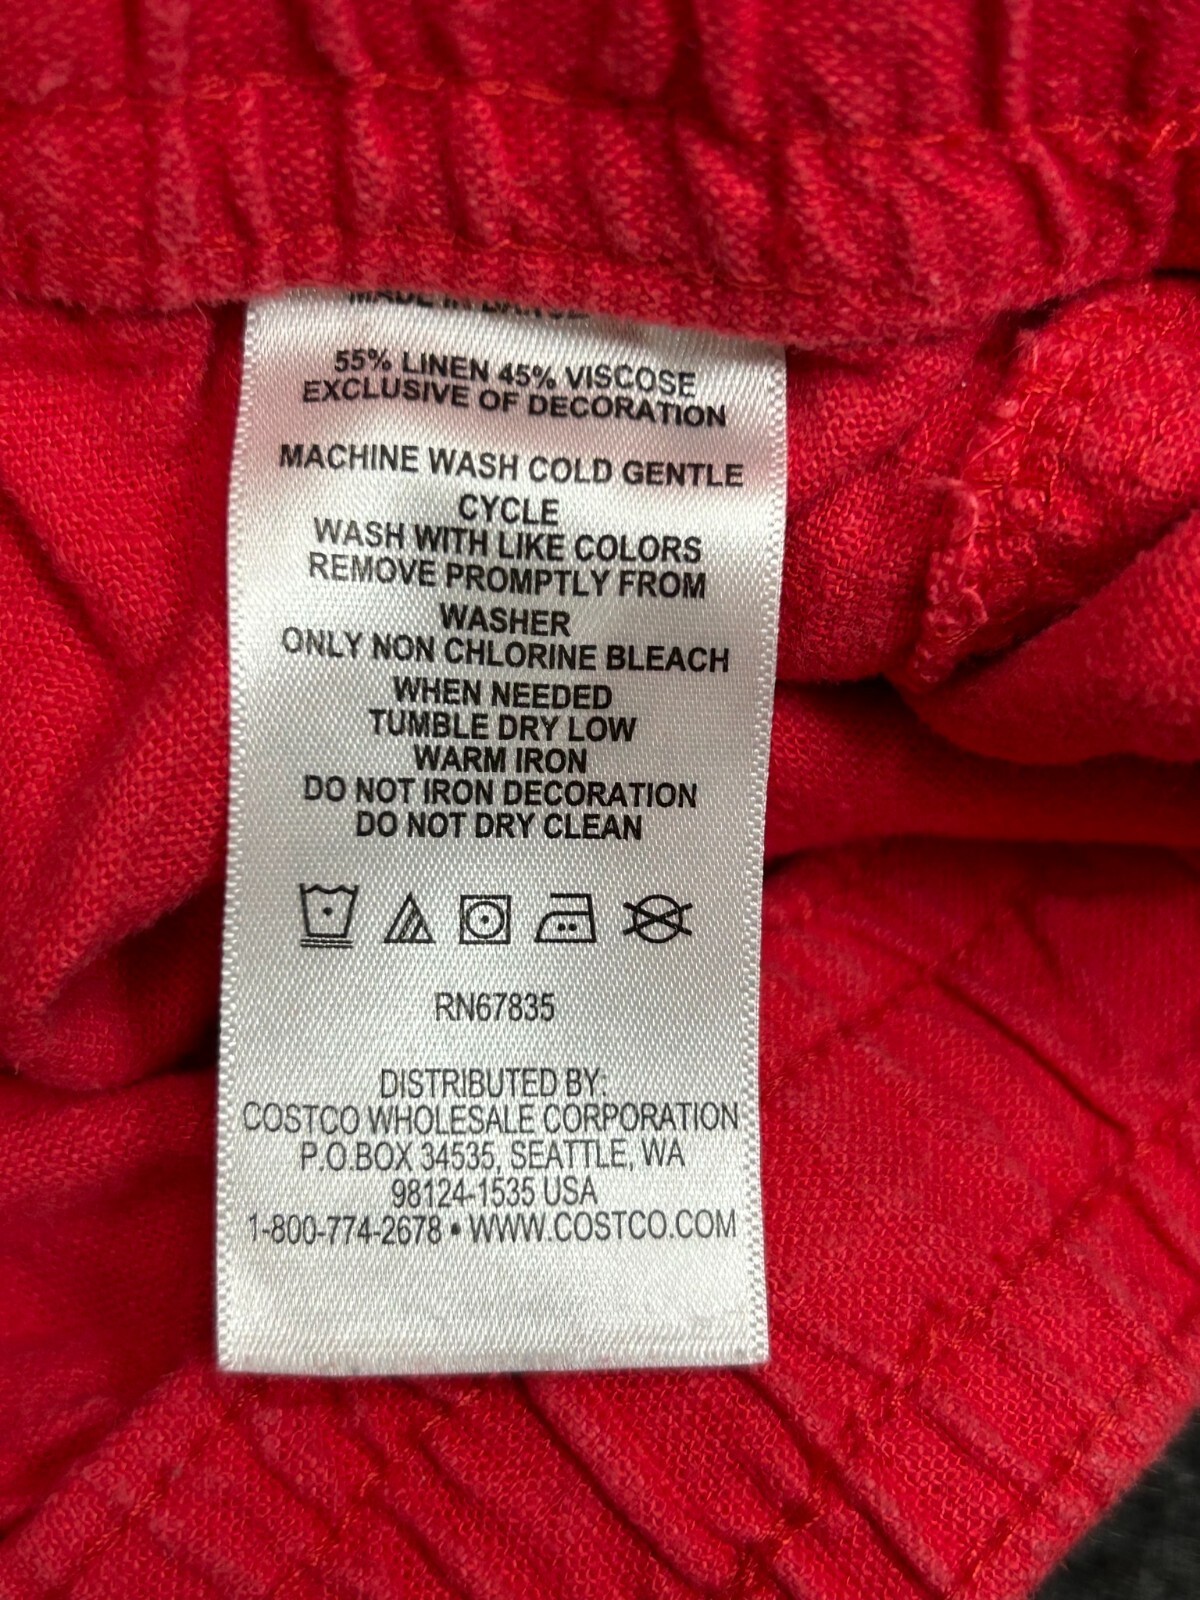 MADE IN
55% LINEN 45% VISCOSE
EXCLUSIVE OF DECORATION
MACHINE WASH COLD GENTLE
CYCLE
WASH WITH LIKE COLORS
REMOVE PROMPTLY FROM
WASHER
ONLY NON CHLORINE BLEACH
WHEN NEEDED
TUMBLE DRY LOW
WARM IRON
DO NOT IRON DECORATION
DO NOT DRY CLEAN
RN67835
DISTRIBUTED BY:
COSTCO WHOLESALE CORPORATION
P.O.BOX 34535, SEATTLE, WA
98124-1535 USA
1-800-774-2678 • WWW.COSTCO.COM